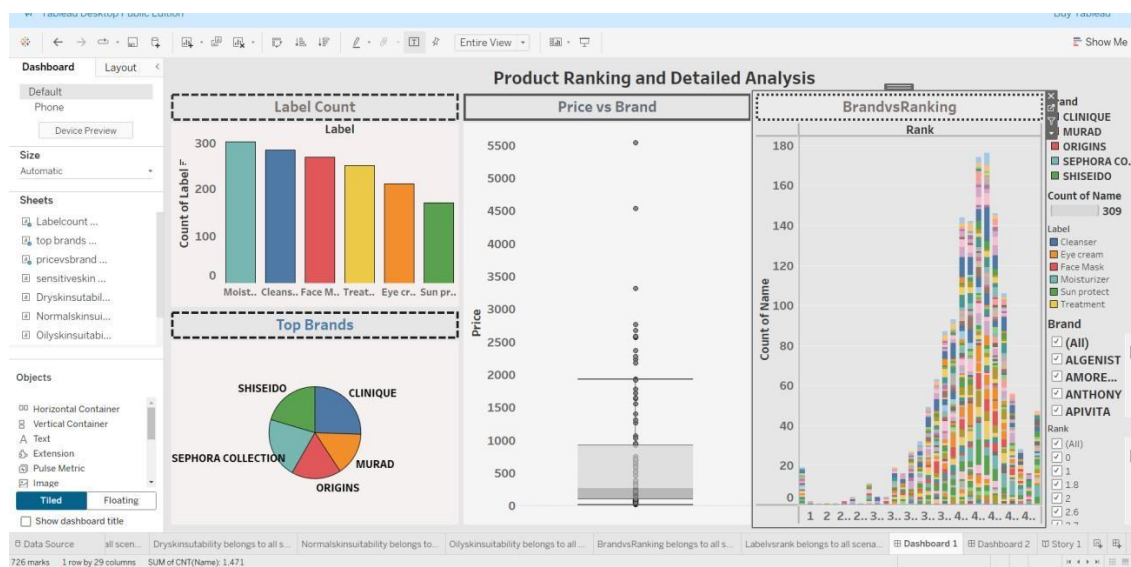 Tableau Desktop Public Edition
Buy Tableau
Entire View
Show Me
Dashboard
Layout
Default
Phone
Device Preview
Size
Automatic
Sheets
Labelcount ...
top brands ...
pricevsbrand ...
sensitiveskin ...
Dryskinsutabil...
Normalskinsui...
Oilyskinsuitabi...
Objects
Horizontal Container
Vertical Container
Text
Extension
Pulse Metric
Image
Tiled
Floating
Show dashboard title
Product Ranking and Detailed Analysis
Label Count
Label
Count of Label
300
200
100
0
Moist..
Cleans..
Face M..
Treat..
Eye cr..
Sun pr..
Top Brands
SHISEIDO
CLINIQUE
SEPHORA COLLECTION
MURAD
ORIGINS
Price vs Brand
Price
5500
5000
4500
4000
3500
3000
2500
2000
1500
1000
500
0
BrandvsRanking
Rank
Count of Name
180
160
140
120
100
80
60
40
20
0
1 2 2.. 2.. 3.. 3.. 3.. 3.. 3.. 4.. 4.. 4.. 4.. 4..
Brand
CLINIQUE
MURAD
ORIGINS
SEPHORA CO..
SHISEIDO
Count of Name
309
Label
Cleanser
Eye cream
Face Mask
Moisturizer
Sun protect
Treatment
Brand
(All)
ALGENIST
AMORE...
ANTHONY
APIVITA
Rank
(All)
0
1
1.8
2
2.6
Data Source
all scen...
Dryskinsutability belongs to all s...
Normalskinsuitability belongs to...
Oilyskinsuitability belongs to all ...
BrandvsRanking belongs to all s...
Labelvsrank belongs to all scena...
Dashboard 1
Dashboard 2
Story 1
726 marks
1 row by 29 columns
SUM of CNT(Name): 1,471